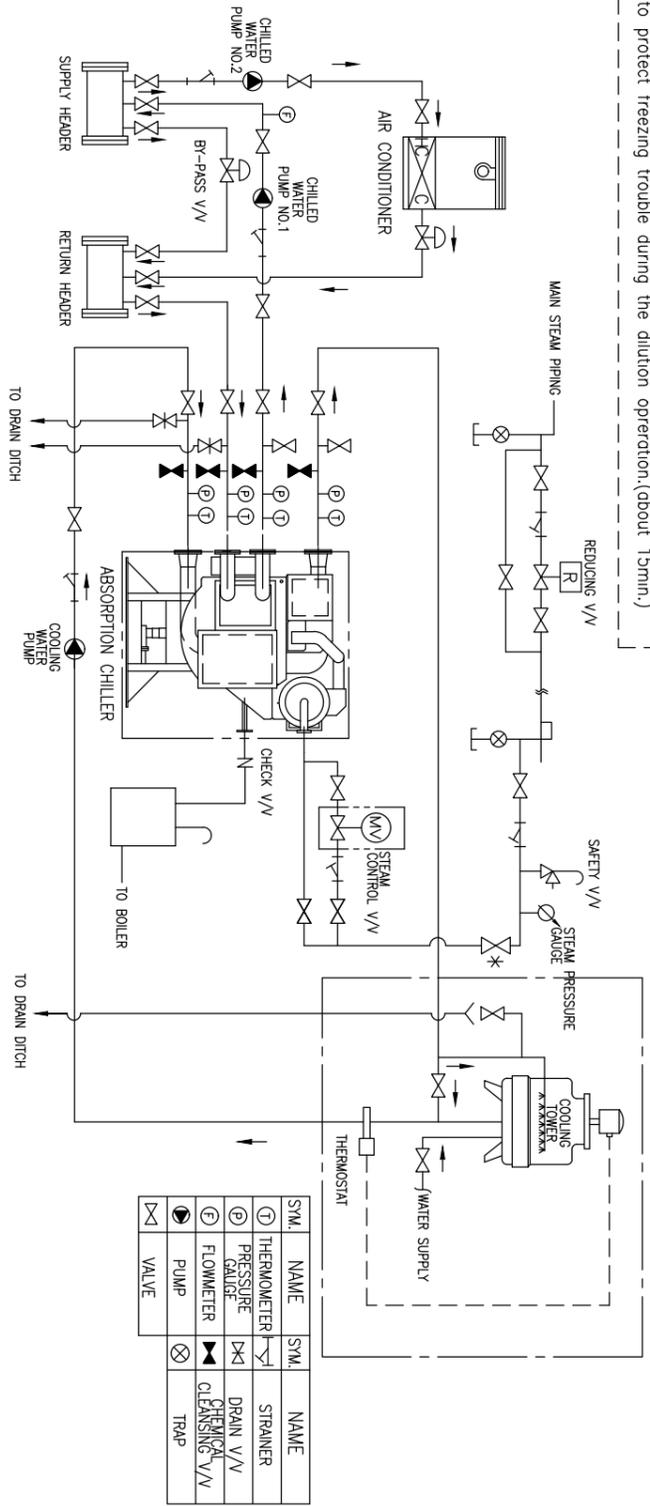 to protect freezing trouble during the dilution opreration.(about 15min.)
MAIN STEAM PIPING
REDUCING V/V
R
SAFETY V/V
STEAM PRESSURE
GAUGE
AIR CONDITIONER
C
C
CHILLED
WATER
PUMP NO.2
F
CHILLED
WATER
PUMP NO.1
BY-PASS V/V
SUPPLY HEADER
RETURN HEADER
P
T
P
T
P
T
P
T
TO DRAIN DITCH
ABSORPTION CHILLER
COOLING
WATER
PUMP
CHECK V/V
MV
STEAM
CONTROL V/V
TO BOILER
TO DRAIN DITCH
COOLING
TOWER
THERMOSTAT
WATER SUPPLY
SYM. NAME SYM. NAME
T THERMOMETER STRAINER
P PRESSURE
GAUGE DRAIN V/V
F FLOWMETER CHEMICAL
CLEANSING V/V
PUMP TRAP
VALVE